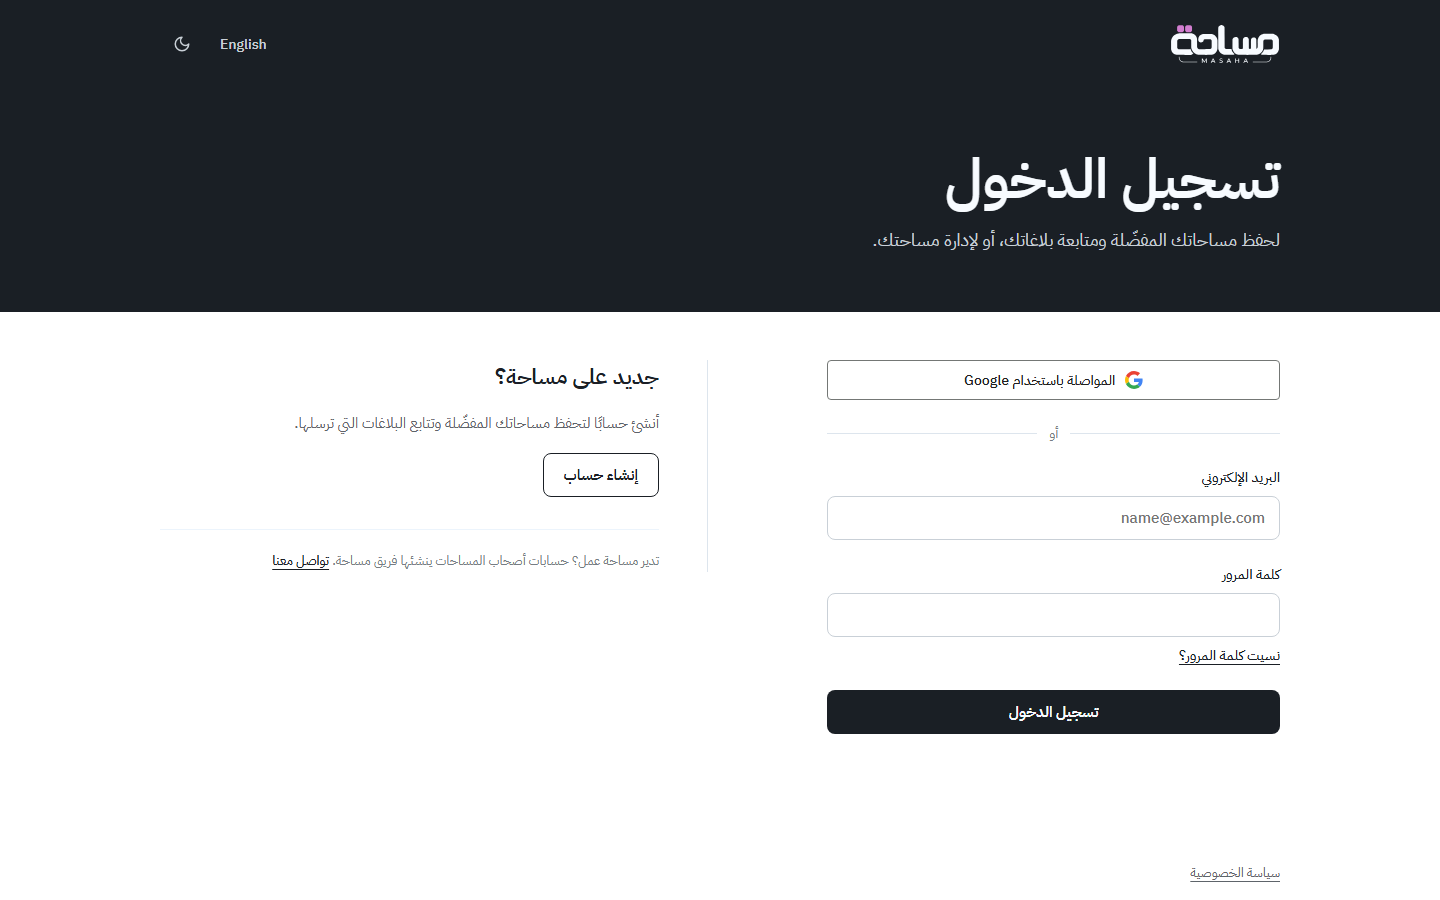 مساحة
MASAHA
English
تسجيل الدخول
لحفظ مساحاتك المفضّلة ومتابعة بلاغاتك، أو لإدارة مساحتك.
المواصلة باستخدام Google
أو
البريد الإلكتروني
name@example.com
كلمة المرور
نسيت كلمة المرور؟
تسجيل الدخول
جديد على مساحة؟
أنشئ حسابًا لتحفظ مساحاتك المفضّلة وتتابع البلاغات التي ترسلها.
إنشاء حساب
تدير مساحة عمل؟ حسابات أصحاب المساحات ينشئها فريق مساحة. تواصل معنا
سياسة الخصوصية